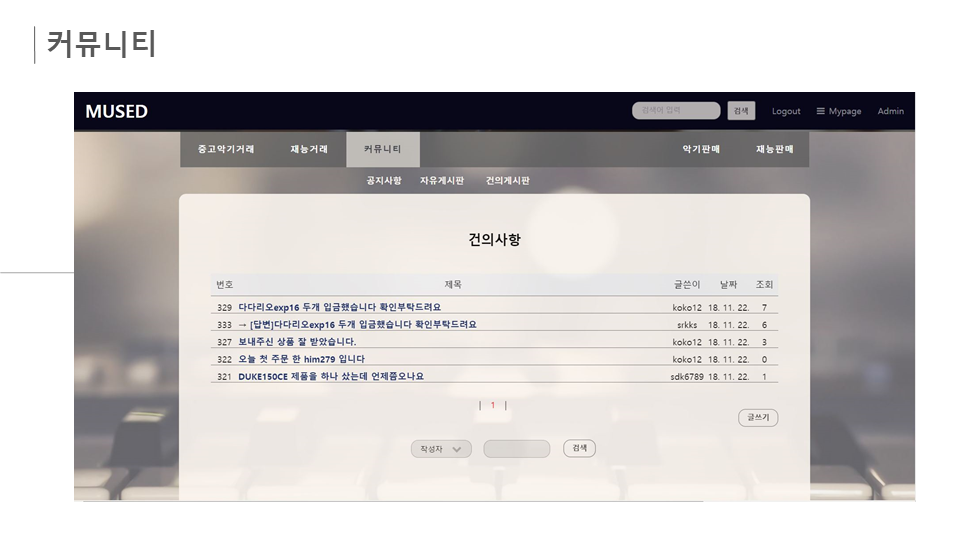 커뮤니티
MUSED 검색어 입력 검색 Logout Mypage Admin
중고악기거래 재능거래 커뮤니티 악기판매 재능판매
공지사항 자유게시판 건의게시판
건의사항
번호 제목 글쓴이 날짜 조회
329 다다리오exp16 두개 입금했습니다 확인부탁드려요 koko12 18. 11. 22. 7
333 → [답변]다다리오exp16 두개 입금했습니다 확인부탁드려요 srkks 18. 11. 22. 6
327 보내주신 상품 잘 받았습니다. koko12 18. 11. 22. 3
322 오늘 첫 주문 한 him279 입니다 koko12 18. 11. 22. 0
321 DUKE150CE 제품을 하나 샀는데 언제쯤오나요 sdk6789 18. 11. 22. 1
| 1 |
글쓰기
작성자 검색